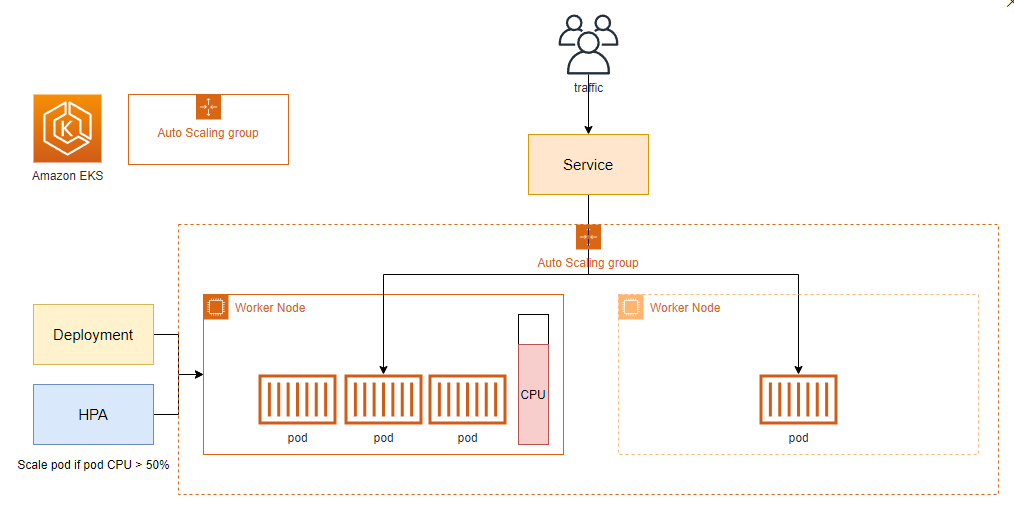 traffic
Auto Scaling group
Amazon EKS
Service
Auto Scaling group
Worker Node
Worker Node
Deployment
HPA
CPU
pod
pod
pod
pod
Scale pod if pod CPU > 50%